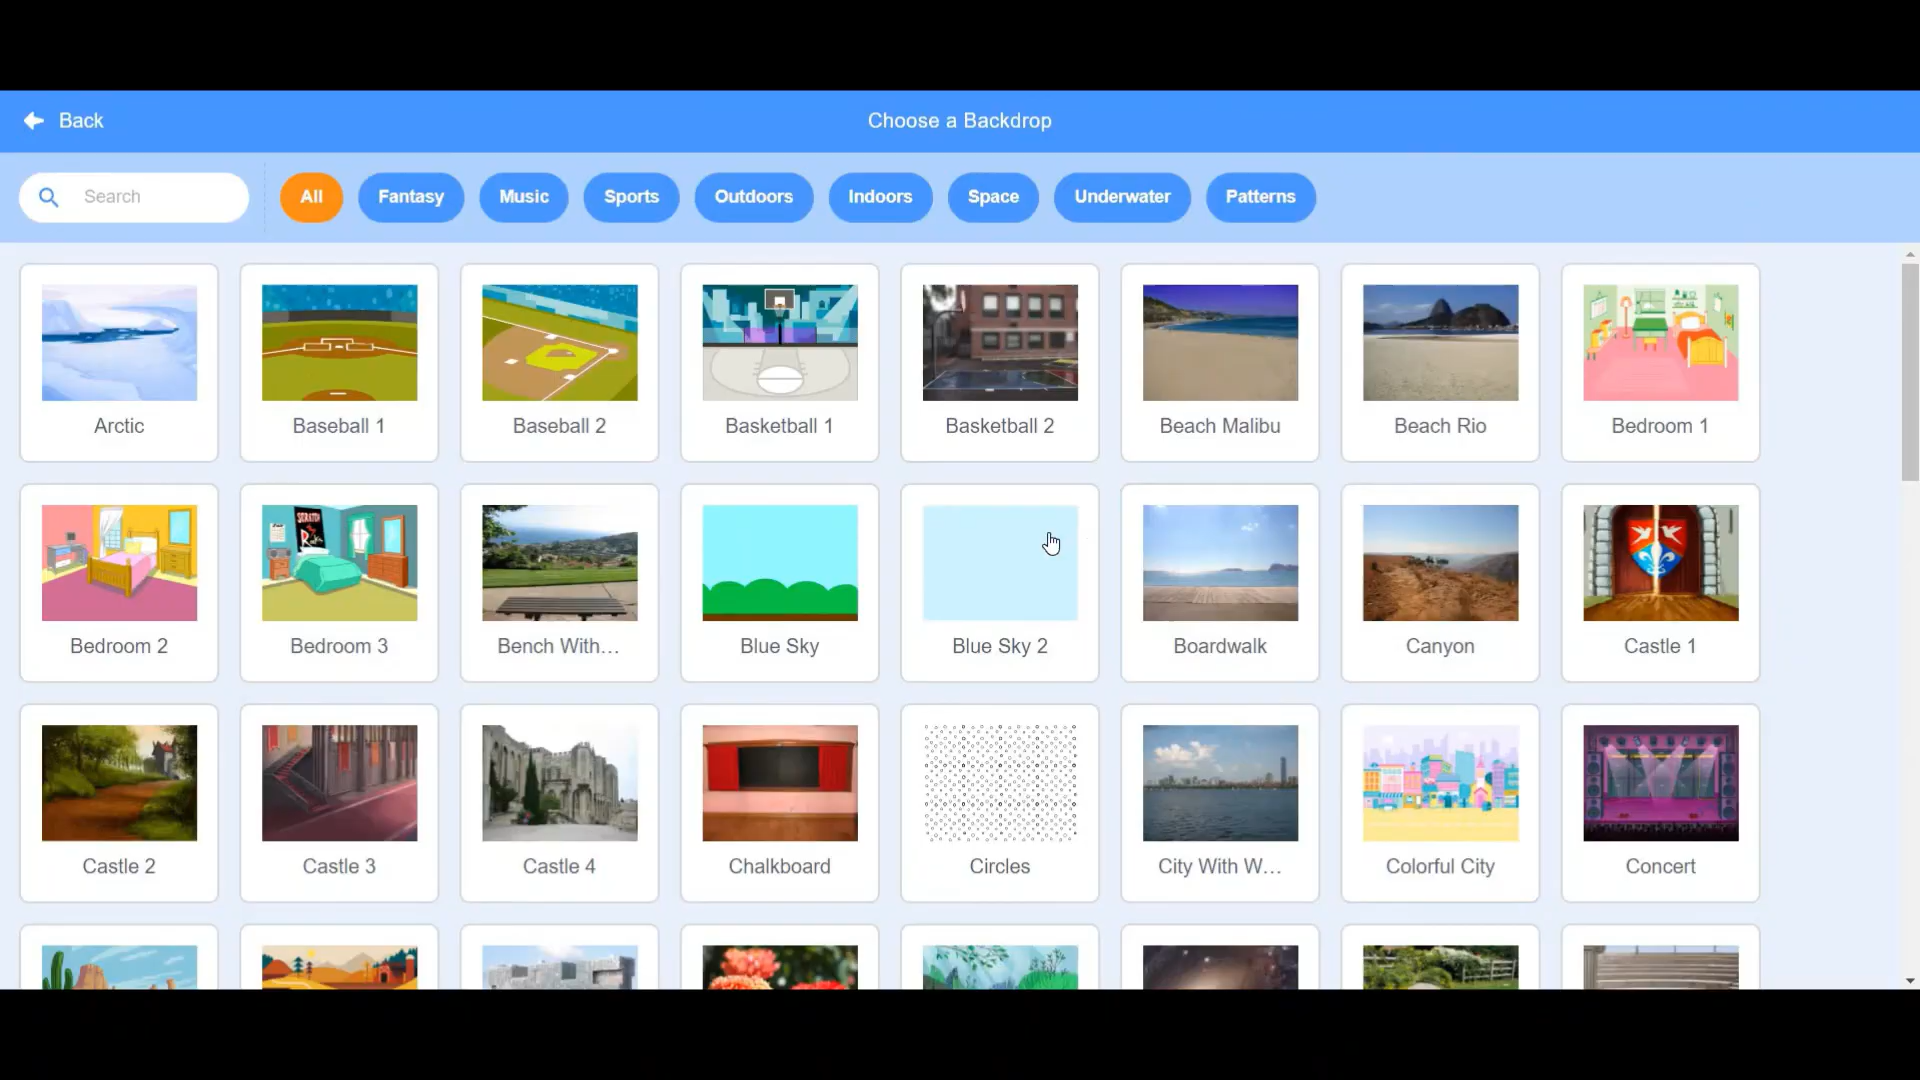 Back
Choose a Backdrop
Search
All
Fantasy
Music
Sports
Outdoors
Indoors
Space
Underwater
Patterns
Arctic
Baseball 1
Baseball 2
Basketball 1
Basketball 2
Beach Malibu
Beach Rio
Bedroom 1
SCRATCH
Bedroom 2
Bedroom 3
Bench With...
Blue Sky
Blue Sky 2
Boardwalk
Canyon
Castle 1
Castle 2
Castle 3
Castle 4
Chalkboard
Circles
City With W...
Colorful City
Concert